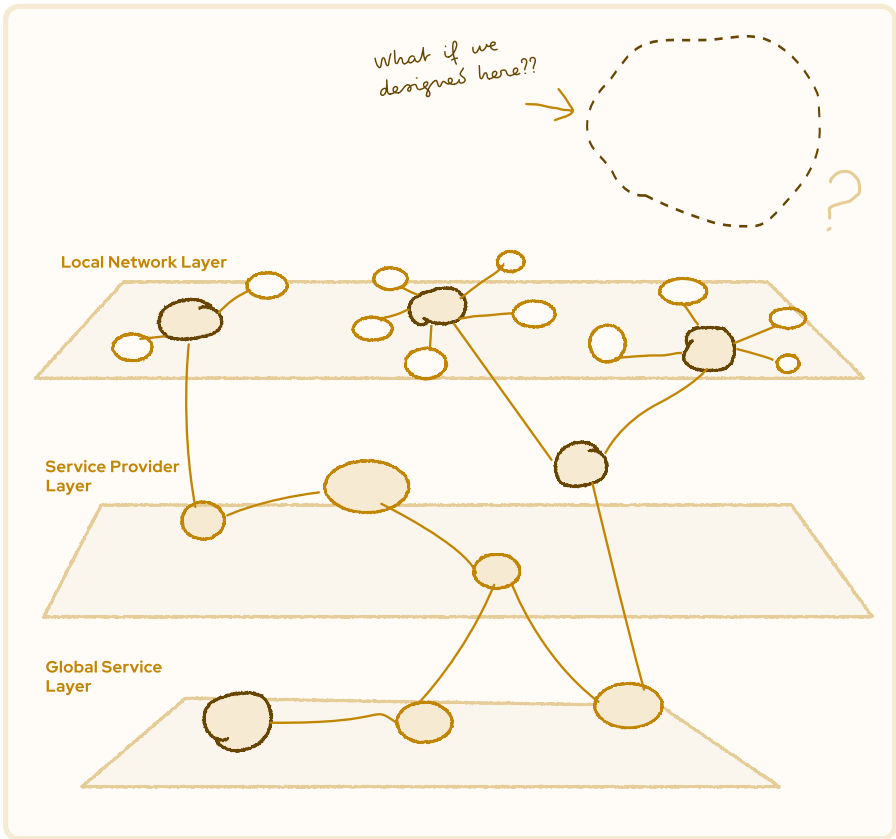 What if we
designed here??
?
Local Network Layer
Service Provider
Layer
Global Service
Layer